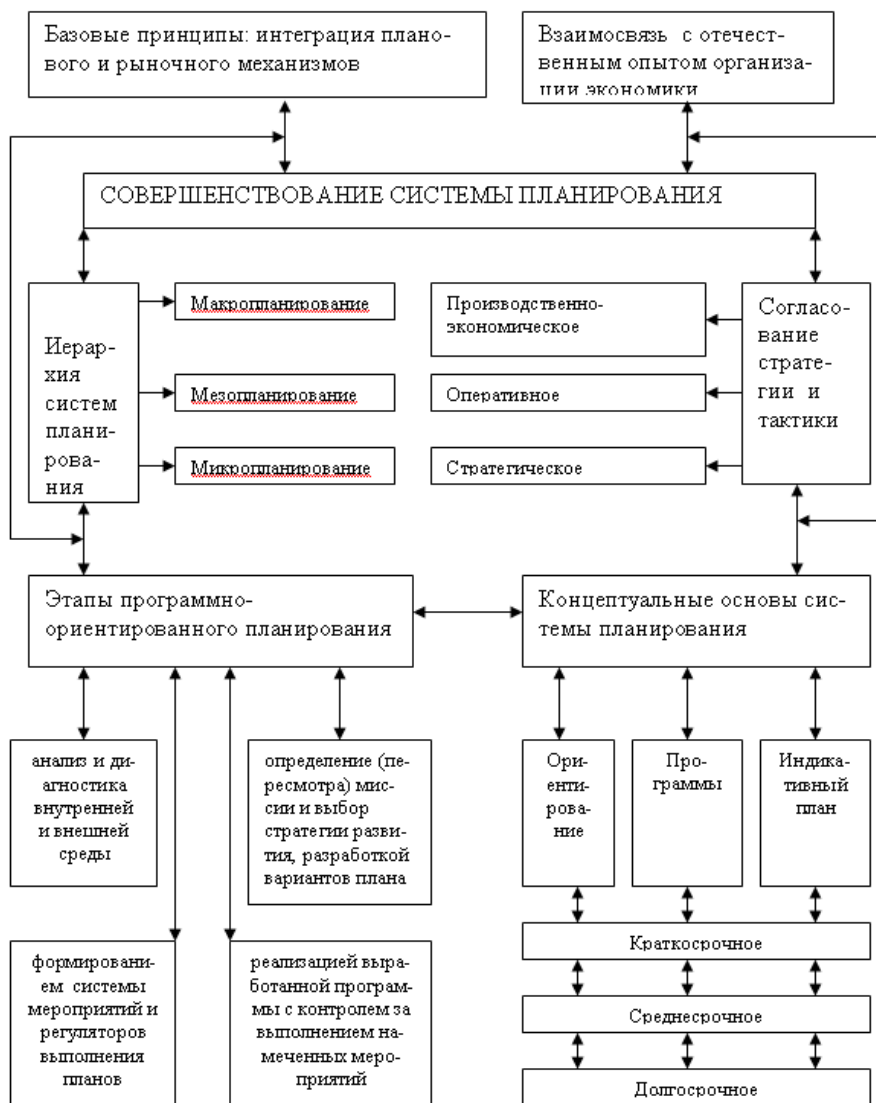 Базовые принципы: интеграция плано-
вого и рыночного механизмов
Взаимосвязь с отечест-
венным опытом организа-
ции экономики
СОВЕРШЕНСТВОВАНИЕ СИСТЕМЫ ПЛАНИРОВАНИЯ
Иерар-
хия
систем
плани-
рова-
ния
Макропланирование
Мезопланирование
Микропланирование
Производственно-
экономическое
Оперативное
Стратегическое
Согласо-
вание
страте-
гии и
тактики
Этапы программно-
ориентированного планирования
Концептуальные основы сис-
темы планирования
анализ и ди-
агностика
внутренней
и внешней
среды
определение (пе-
ресмотра) мис-
сии и выбор
стратегии разви-
тия, разработкой
вариантов плана
формировани-
ем системы
мероприятий и
регуляторов
выполнения
планов
реализацией выра-
ботанной програм-
мы с контролем за
выполнением на-
меченных меро-
приятий
Ори-
енти-
рова-
ние
Про-
граммы
Индика-
тивный
план
Краткосрочное
Среднесрочное
Долгосрочное